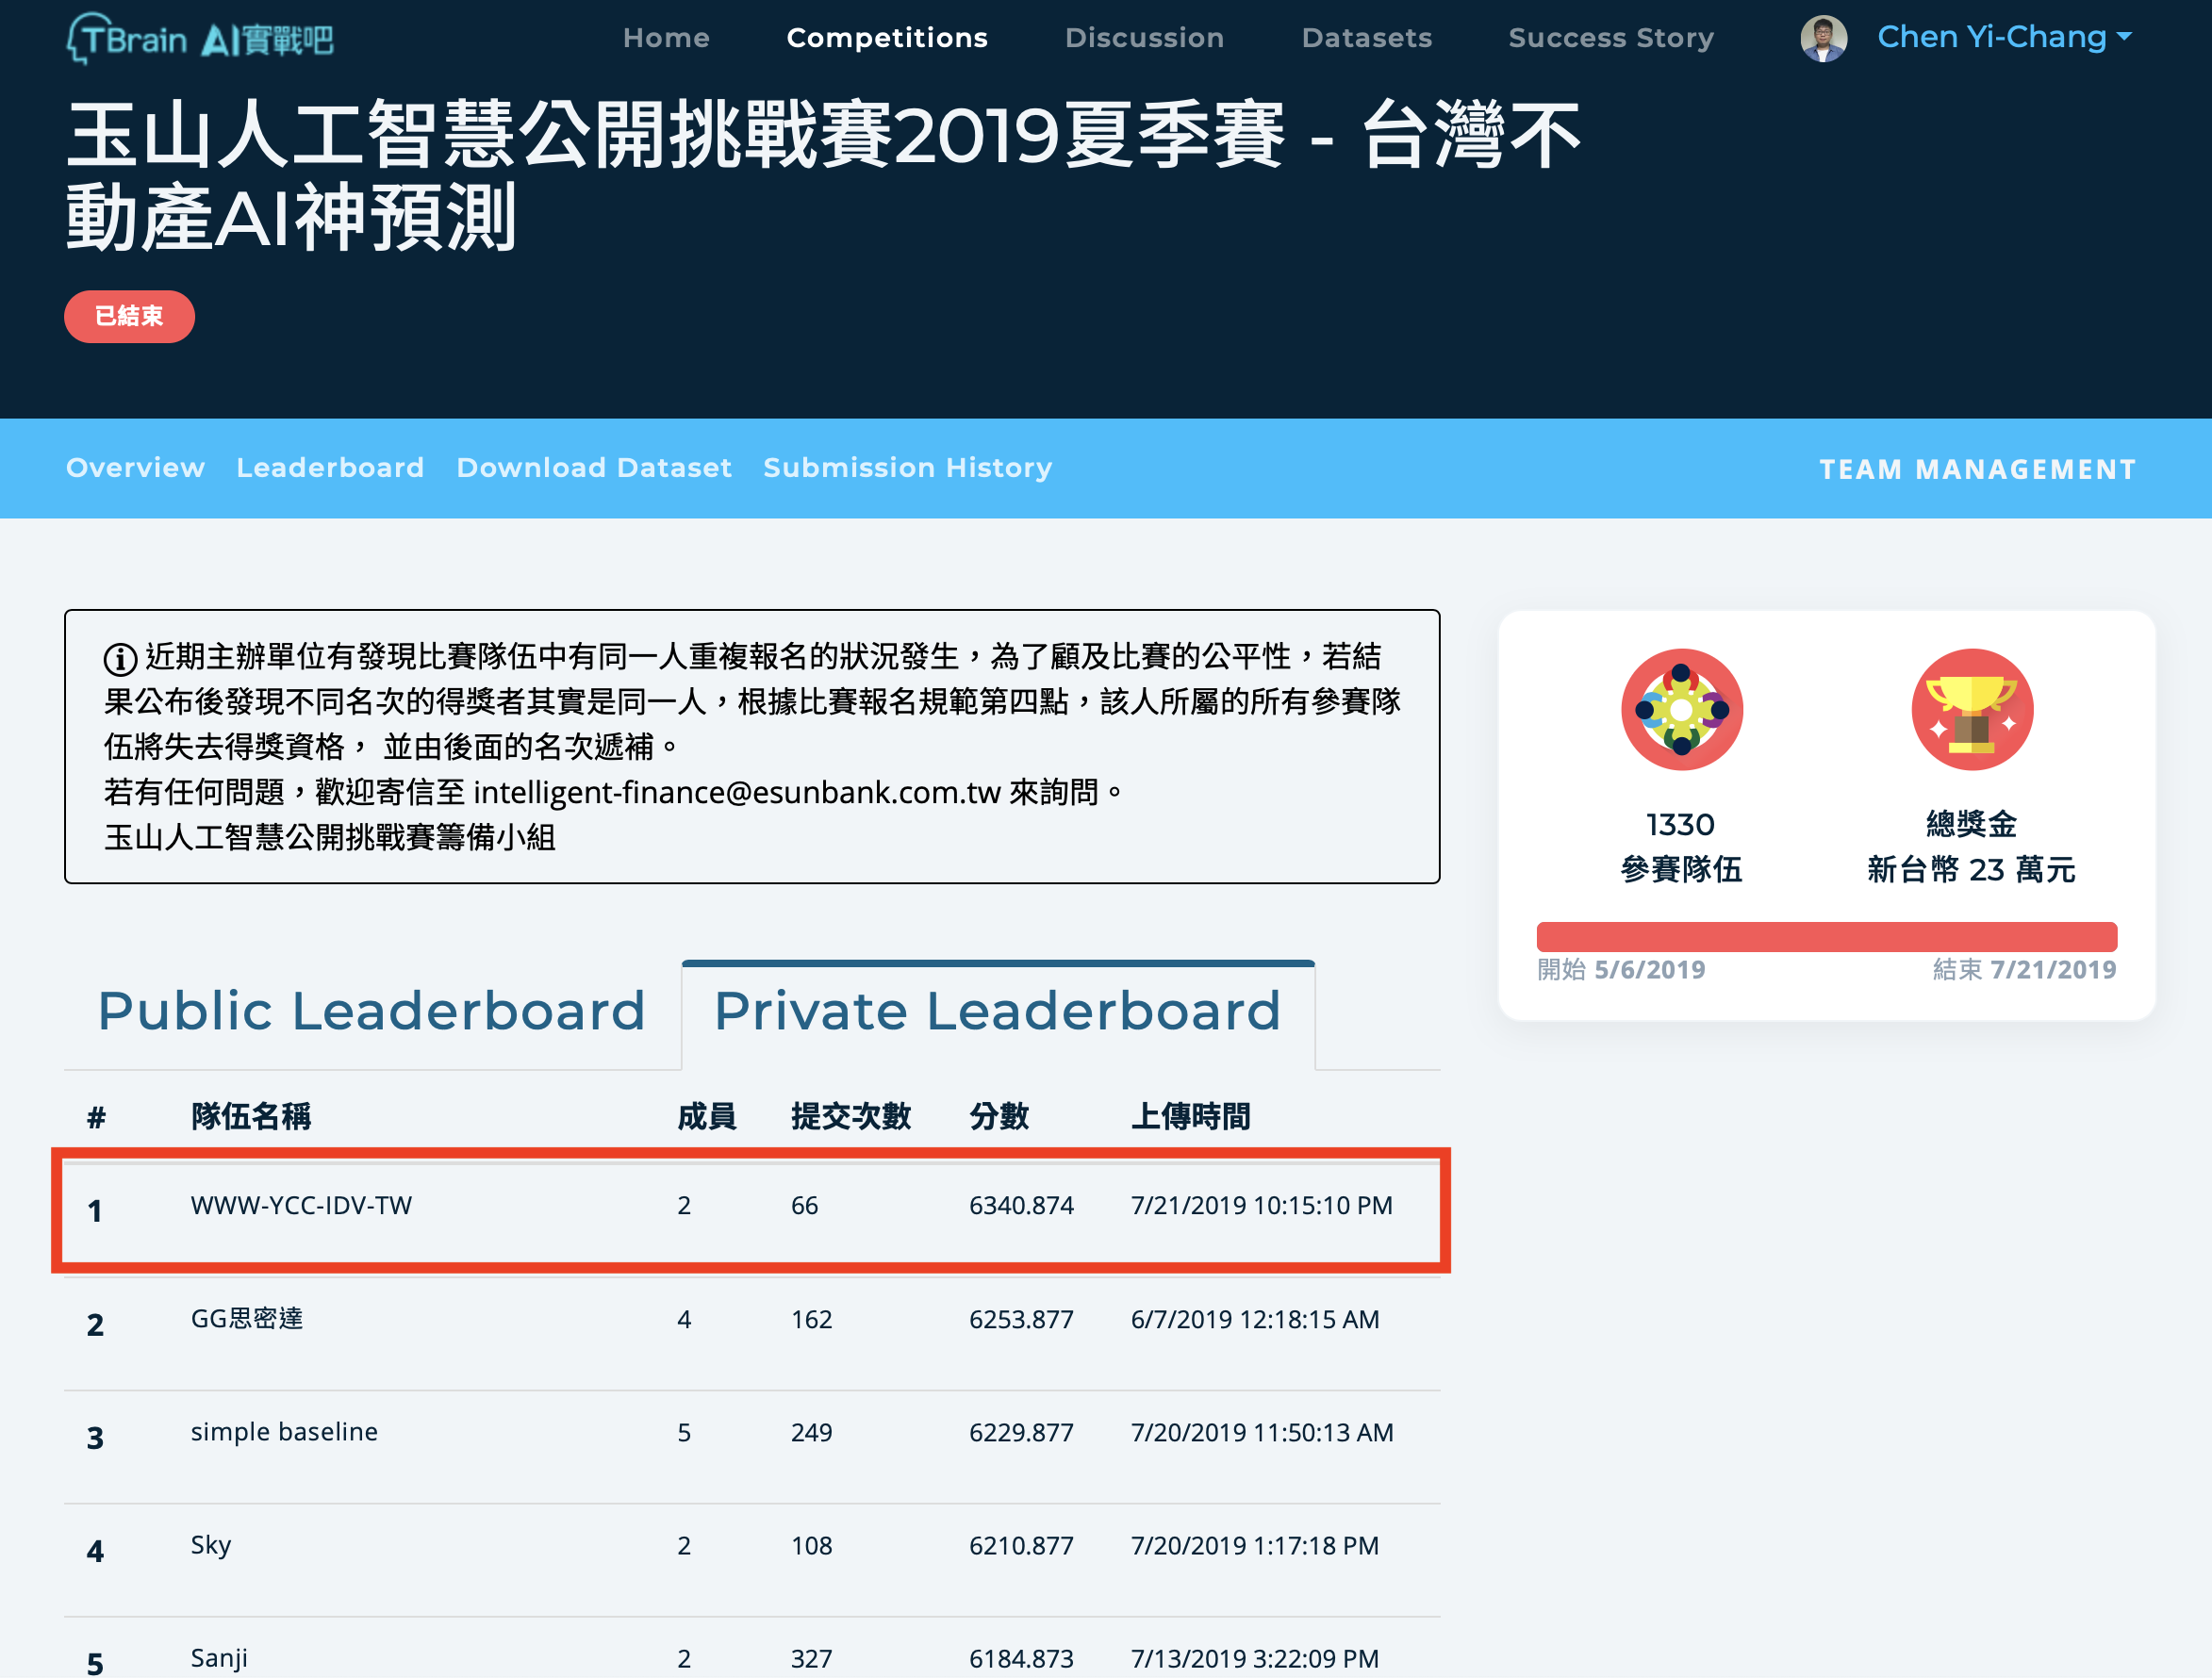 TBrain AI實戰吧
Home Competitions Discussion Datasets Success Story Chen Yi-Chang
玉山人工智慧公開挑戰賽2019夏季賽 - 台灣不
動產AI神預測
已結束
Overview Leaderboard Download Dataset Submission History TEAM MANAGEMENT
近期主辦單位有發現比賽隊伍中有同一人重複報名的狀況發生，為了顧及比賽的公平性，若結
果公布後發現不同名次的得獎者其實是同一人，根據比賽報名規範第四點，該人所屬的所有參賽隊
伍將失去得獎資格， 並由後面的名次遞補。
若有任何問題，歡迎寄信至 intelligent-finance@esunbank.com.tw 來詢問。
玉山人工智慧公開挑戰賽籌備小組
1330
參賽隊伍
總獎金
新台幣 23 萬元
開始 5/6/2019 結束 7/21/2019
Public Leaderboard Private Leaderboard
# 隊伍名稱 成員 提交次數 分數 上傳時間
1 WWW-YCC-IDV-TW 2 66 6340.874 7/21/2019 10:15:10 PM
2 GG思密達 4 162 6253.877 6/7/2019 12:18:15 AM
3 simple baseline 5 249 6229.877 7/20/2019 11:50:13 AM
4 Sky 2 108 6210.877 7/20/2019 1:17:18 PM
5 Sanji 2 327 6184.873 7/13/2019 3:22:09 PM